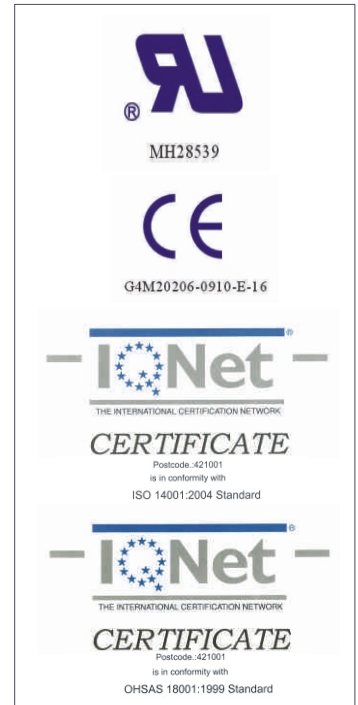 RU
®
MH28539
CE
G4M20206-0910-E-16
®
IQNet
THE INTERNATIONAL CERTIFICATION NETWORK
CERTIFICATE
Postcode.:421001
is in conformity with
ISO 14001:2004 Standard
®
IQNet
THE INTERNATIONAL CERTIFICATION NETWORK
CERTIFICATE
Postcode.:421001
is in conformity with
OHSAS 18001:1999 Standard